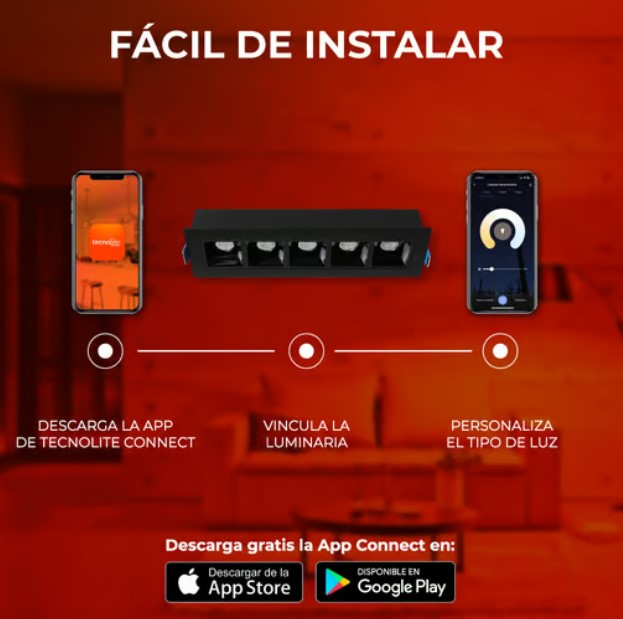 FÁCIL DE INSTALAR
tecnolite
DESCARGA LA APP
DE TECNOLITE CONNECT
VINCULA LA
LUMINARIA
PERSONALIZA
EL TIPO DE LUZ
Descarga gratis la App Connect en:
Descargar de la
App Store
DISPONIBLE EN
Google Play